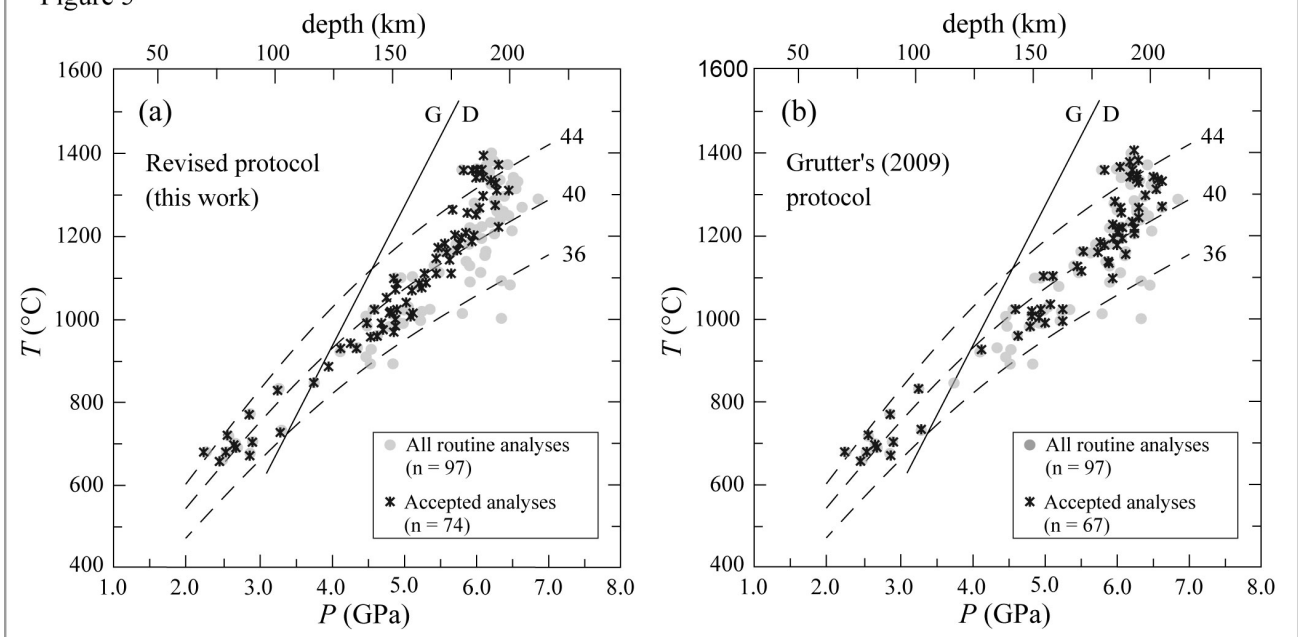 Figure 5
depth (km)
50 100 150 200
1600
1400
1200
1000
800
600
400
T (°C)
(a)
G D
Revised protocol
(this work)
44
40
36
All routine analyses
(n = 97)
Accepted analyses
(n = 74)
1.0 2.0 3.0 4.0 5.0 6.0 7.0 8.0
P (GPa)
depth (km)
50 100 150 200
1600
1400
1200
1000
800
600
400
T (°C)
(b)
G D
Grutter's (2009)
protocol
44
40
36
All routine analyses
(n = 97)
Accepted analyses
(n = 67)
1.0 2.0 3.0 4.0 5.0 6.0 7.0 8.0
P (GPa)